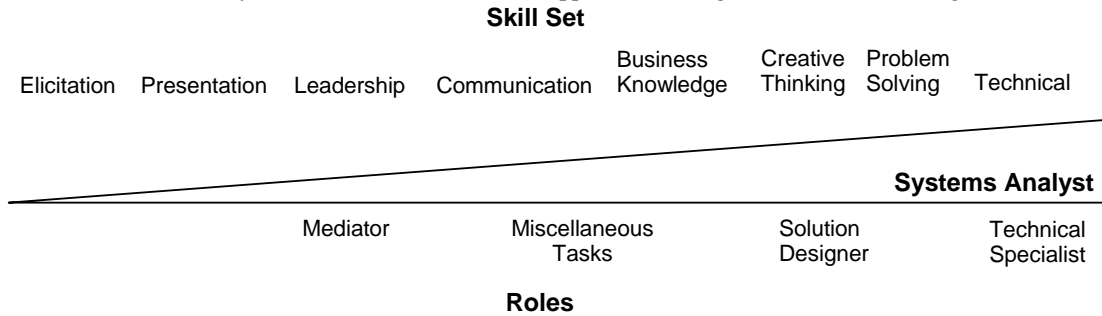 Skill Set
Elicitation Presentation Leadership Communication Business Knowledge Creative Thinking Problem Solving Technical
Systems Analyst
Mediator Miscellaneous Tasks Solution Designer Technical Specialist
Roles